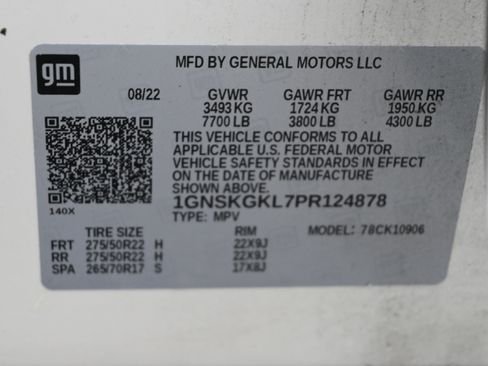 gm
MFD BY GENERAL MOTORS LLC
08/22 GVWR GAWR FRT GAWR RR
3493 KG 1724 KG 1950 KG
7700 LB 3800 LB 4300 LB
THIS VEHICLE CONFORMS TO ALL
APPLICABLE U.S. FEDERAL MOTOR
VEHICLE SAFETY STANDARDS IN EFFECT
ON THE DATE OF MANUFACTURE
SHOWN ABOVE.
140X
1GNSKGKL7PR124878
TYPE: MPV
TIRE SIZE RIM MODEL: 78CK10906
FRT 275/50R22 H 22X9J
RR 275/50R22 H 22X9J
SPA 265/70R17 S 17X8J